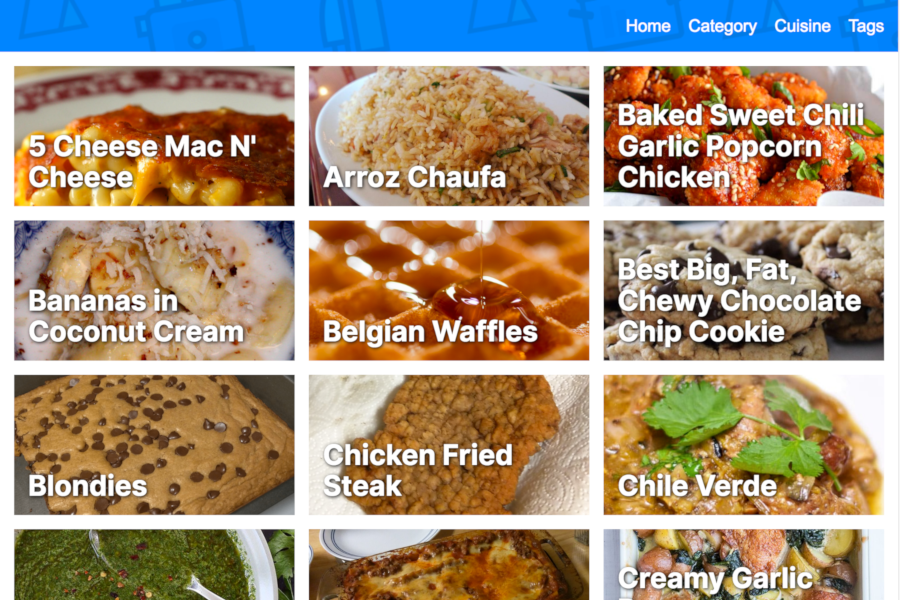 Home Category Cuisine Tags
5 Cheese Mac N'
Cheese
Arroz Chaufa
Baked Sweet Chili
Garlic Popcorn
Chicken
Bananas in
Coconut Cream
Belgian Waffles
Best Big, Fat,
Chewy Chocolate
Chip Cookie
Blondies
Chicken Fried
Steak
Chile Verde
Creamy Garlic